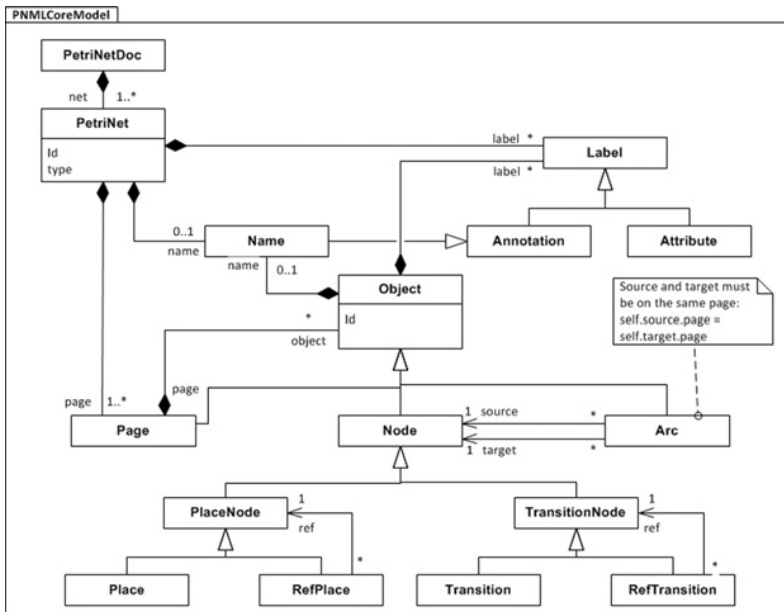 PNMLCoreModel
PetriNetDoc
net 1..*
PetriNet
Id
type
label *
Label
label *
0..1
name
Name
Annotation
Attribute
name 0..1
Object
Id
*
object
Source and target must
be on the same page:
self.source.page =
self.target.page
page
page 1..*
Page
Node
1 source *
1 target *
Arc
PlaceNode
1
ref
TransitionNode
1
ref
*
*
Place
RefPlace
Transition
RefTransition